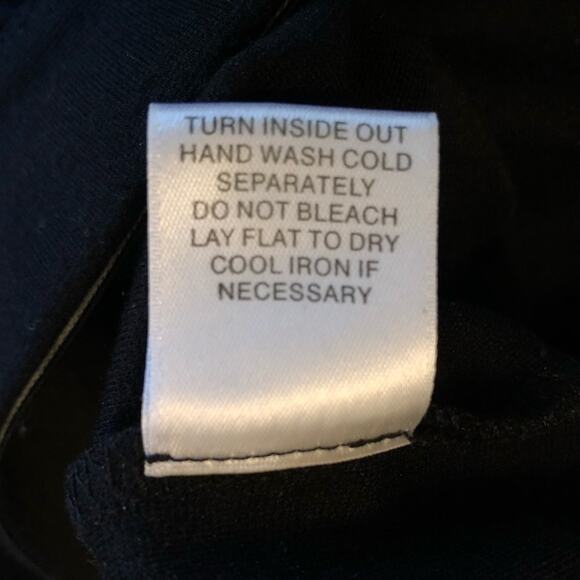 TURN INSIDE OUT
HAND WASH COLD
SEPARATELY
DO NOT BLEACH
LAY FLAT TO DRY
COOL IRON IF
NECESSARY